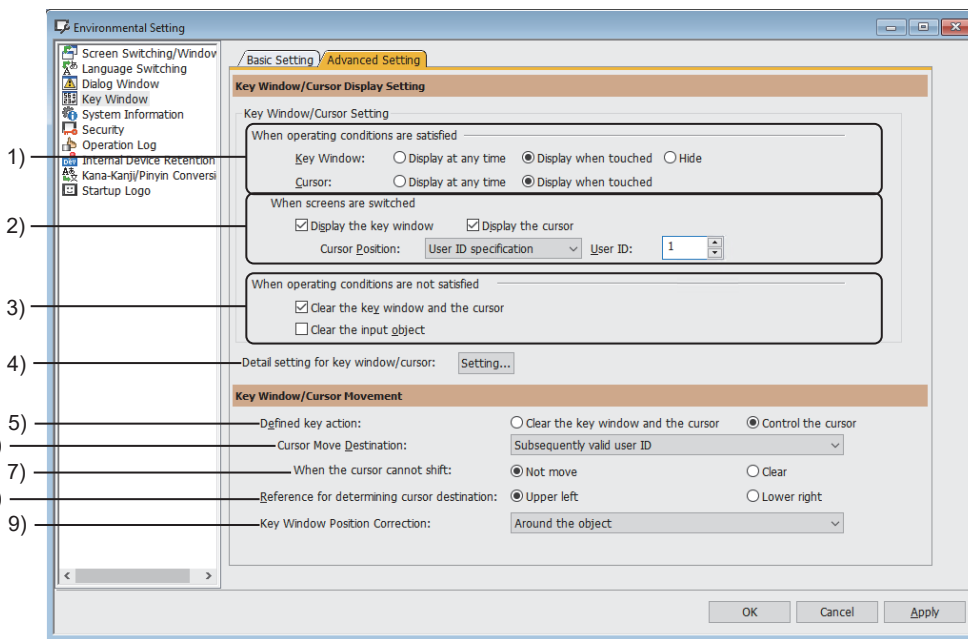 Environmental Setting
Screen Switching/Window
Language Switching
Dialog Window
Key Window
System Information
Security
Operation Log
Internal Device Retention
Kana-Kanji/Pinyin Conversi
Startup Logo
Basic Setting Advanced Setting
Key Window/Cursor Display Setting
Key Window/Cursor Setting
1) When operating conditions are satisfied
Key Window: Display at any time Display when touched Hide
Cursor: Display at any time Display when touched
When screens are switched
2) Display the key window Display the cursor
Cursor Position: User ID specification User ID: 1
When operating conditions are not satisfied
3) Clear the key window and the cursor
Clear the input object
4) Detail setting for key window/cursor: Setting...
Key Window/Cursor Movement
5) Defined key action: Clear the key window and the cursor Control the cursor
) Cursor Move Destination: Subsequently valid user ID
7) When the cursor cannot shift: Not move Clear
) Reference for determining cursor destination: Upper left Lower right
9) Key Window Position Correction: Around the object
OK Cancel Apply